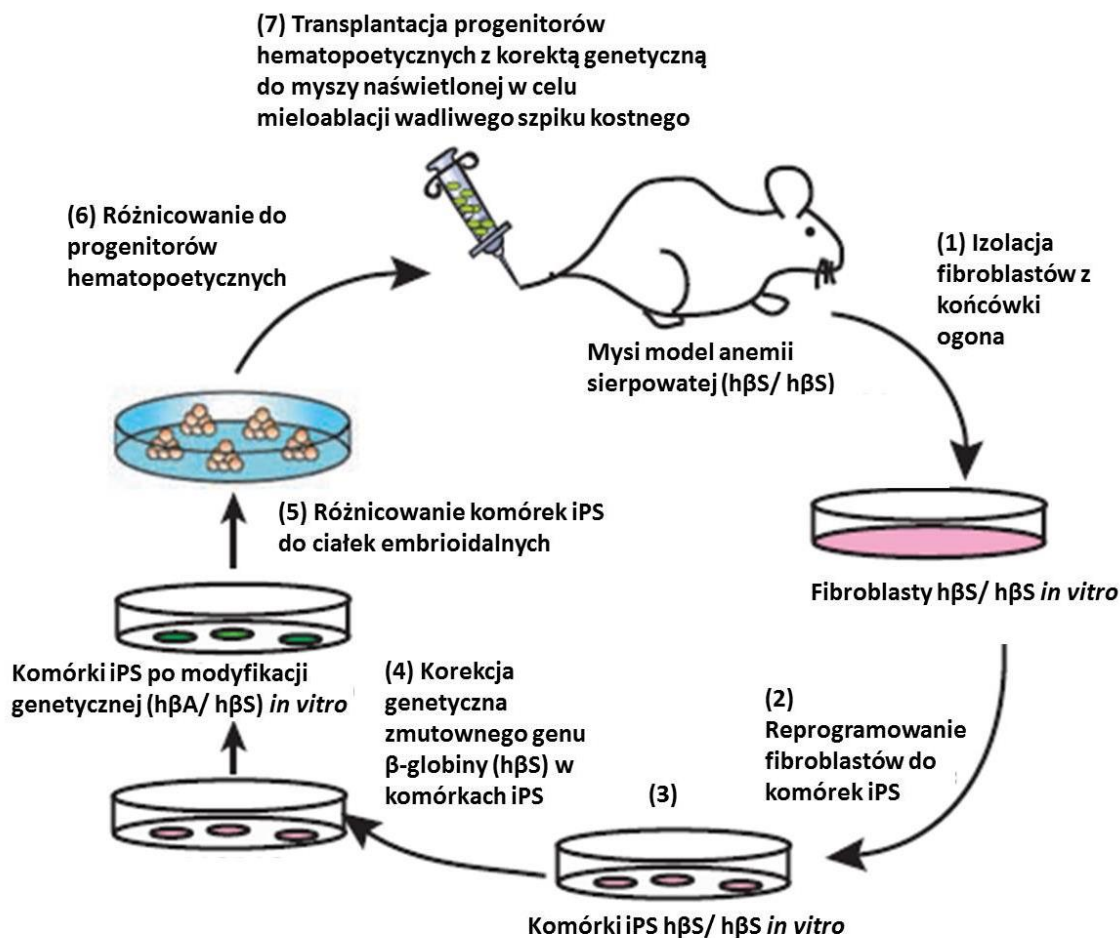 (7) Transplantacja progenitorów
hematopoetycznych z korektą genetyczną
do myszy naświetlonej w celu
mieloablacji wadliwego szpiku kostnego
(6) Różnicowanie do
progenitorów
hematopoetycznych
(1) Izolacja
fibroblastów z
końcówki
ogona
Mysi model anemii
sierpowatej (hβS/ hβS)
Fibroblasty hβS/ hβS in vitro
(2)
Reprogramowanie
fibroblastów do
komórek iPS
(3)
Komórki iPS hβS/ hβS in vitro
(4) Korekcja
genetyczna
zmutownego genu
β-globiny (hβS) w
komórkach iPS
Komórki iPS po modyfikacji
genetycznej (hβA/ hβS) in vitro
(5) Różnicowanie komórek iPS
do ciałek embrioidalnych